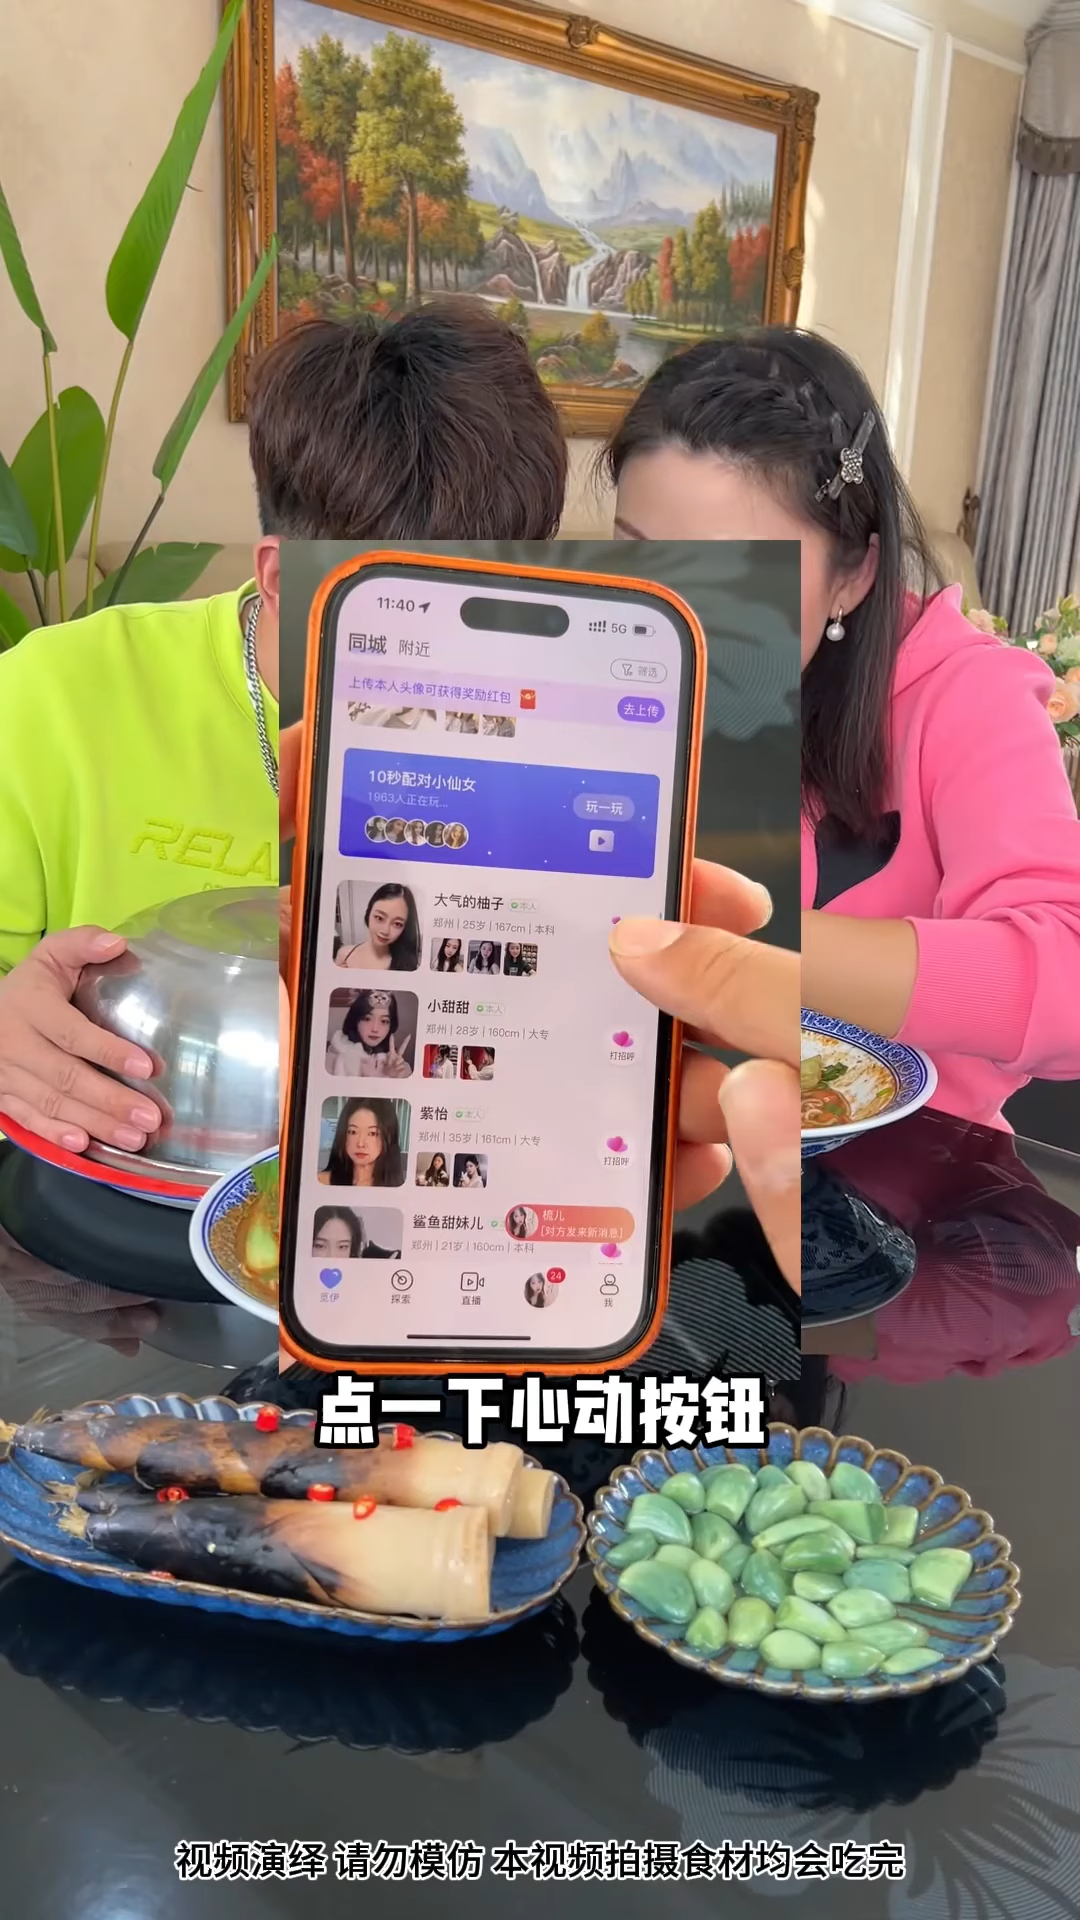 11:40
5G
同城 附近
筛选
上传本人头像可获得奖励红包
去上传
10秒配对小仙女
1963人正在玩...
玩一玩
大气的柚子 本人
郑州 | 25岁 | 167cm | 本科
小甜甜 本人
郑州 | 28岁 | 160cm | 大专
打招呼
紫怡 本人
郑州 | 35岁 | 161cm | 大专
打招呼
鲨鱼甜妹儿
郑州 | 21岁 | 160cm | 本科
梳儿
[对方发来新消息]
觅伊
探索
直播
24
我
RELA
点一下心动按钮
视频演绎 请勿模仿 本视频拍摄食材均会吃完